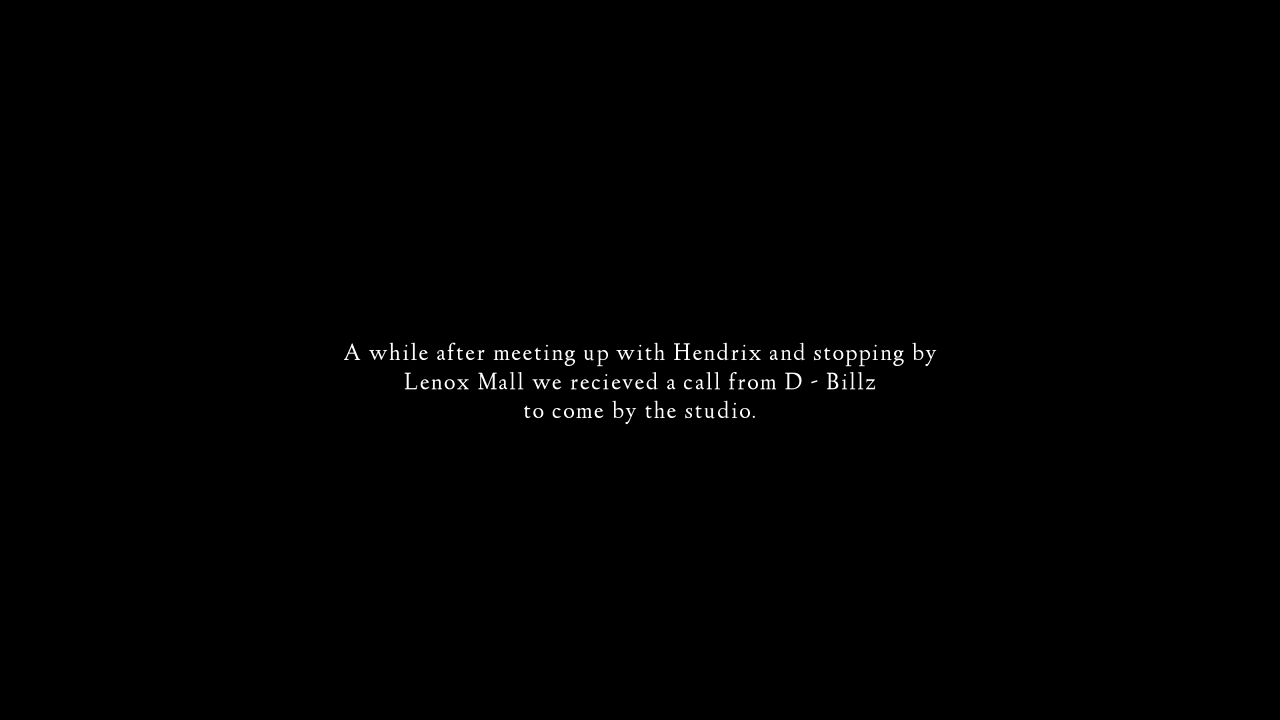 A while after meeting up with Hendrix and stopping by
Lenox Mall we recieved a call from D - Billz
to come by the studio.